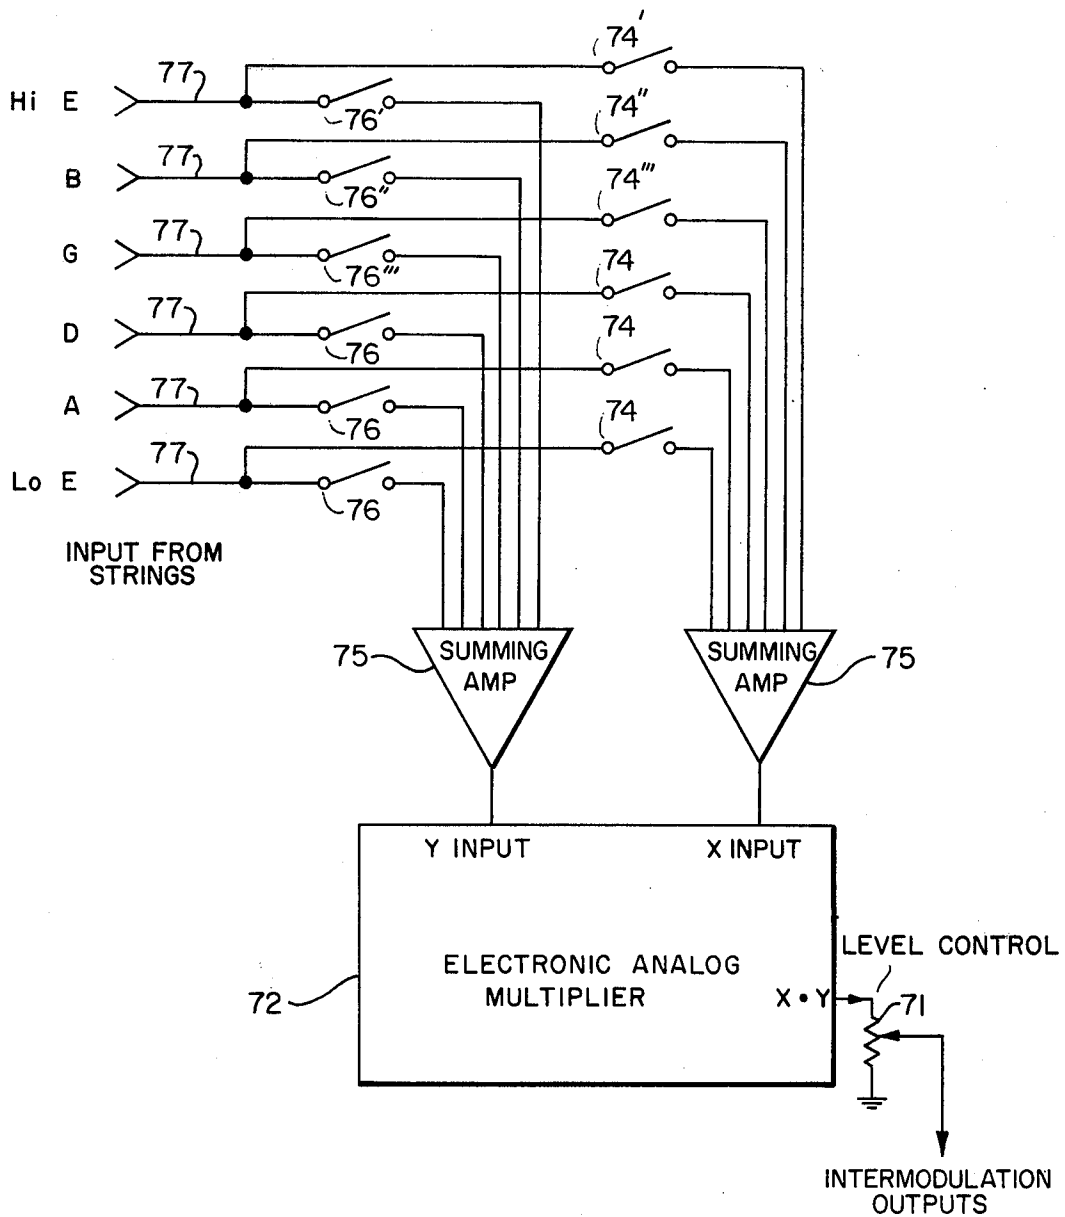 74'
77
Hi E
76'
74"
77
B
76"
74'''
77
G
76'''
74
77
D
76
74
77
A
76
74
77
Lo E
76
INPUT FROM
STRINGS
75
SUMMING
AMP
SUMMING
AMP
75
Y INPUT
X INPUT
LEVEL CONTROL
ELECTRONIC ANALOG
MULTIPLIER
72
X • Y
71
INTERMODULATION
OUTPUTS